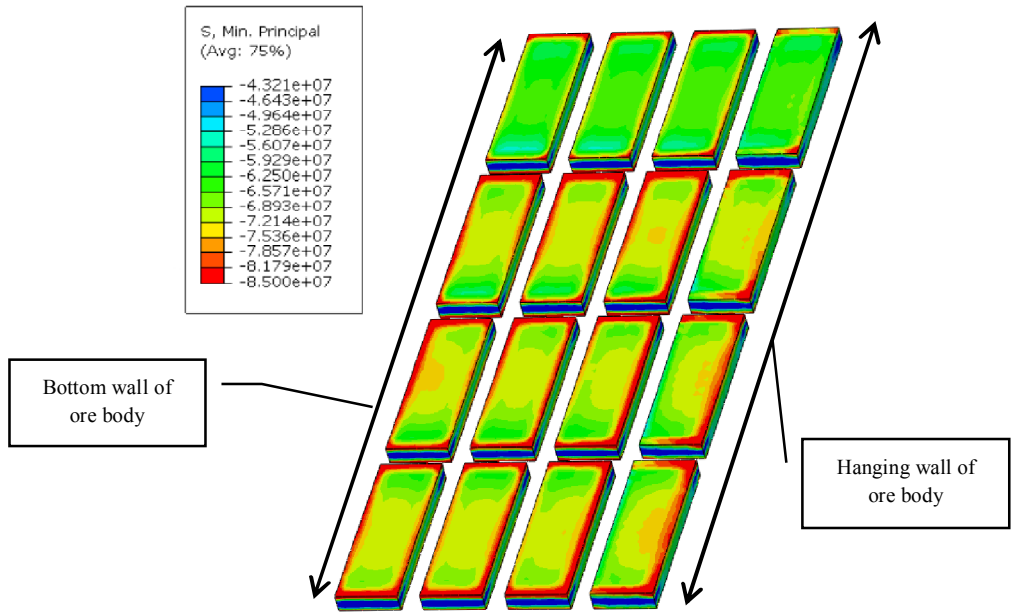 S, Min. Principal
(Avg: 75%)
-4.321e+07
-4.643e+07
-4.964e+07
-5.286e+07
-5.607e+07
-5.929e+07
-6.250e+07
-6.571e+07
-6.893e+07
-7.214e+07
-7.536e+07
-7.857e+07
-8.179e+07
-8.500e+07
Bottom wall of
ore body
Hanging wall of
ore body